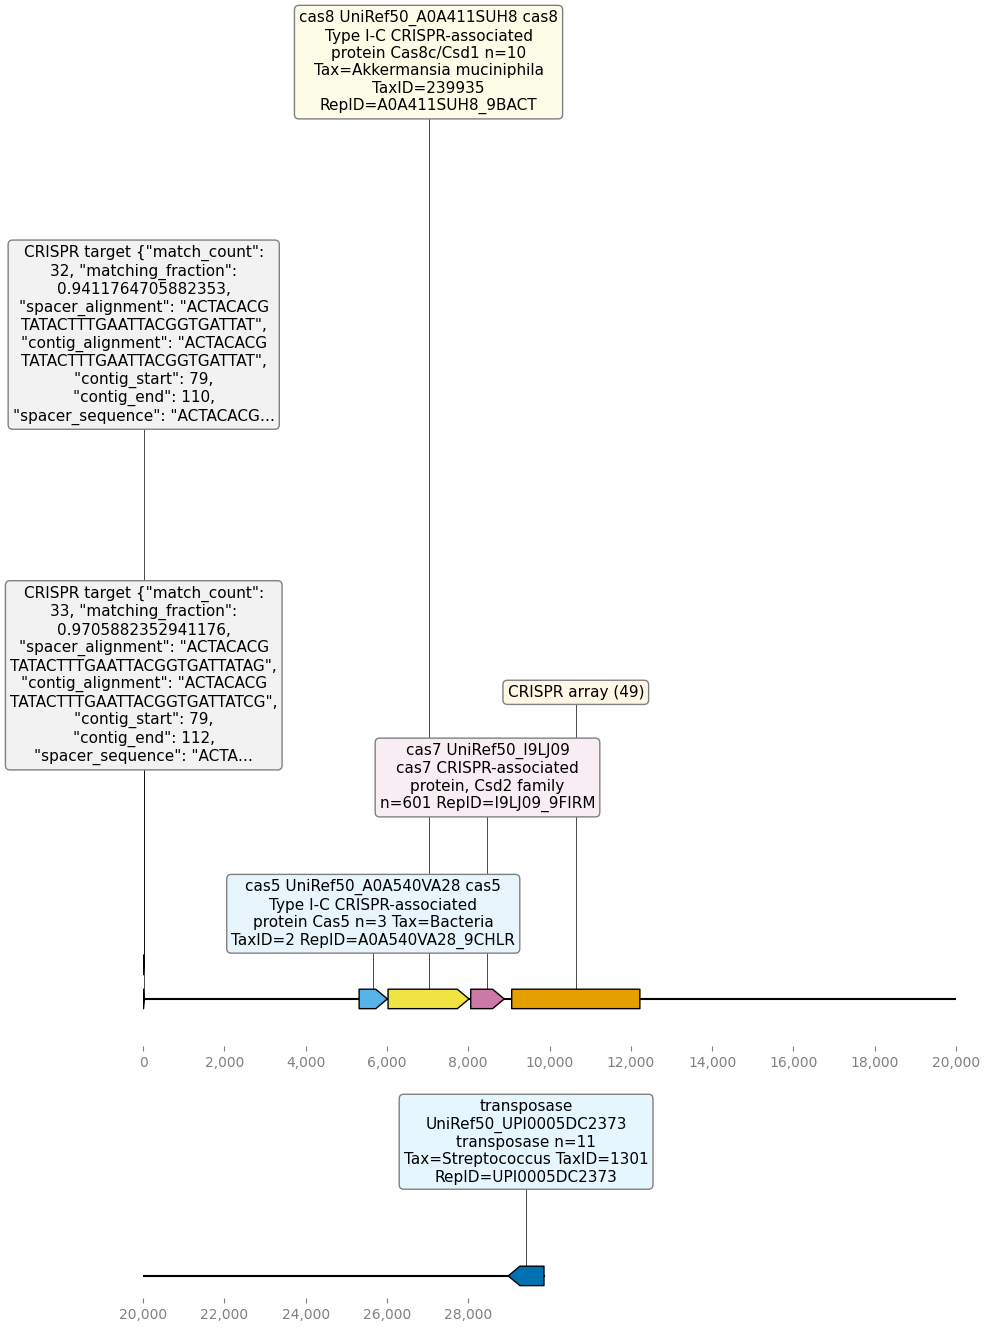 cas8 UniRef50_A0A411SUH8 cas8
Type I-C CRISPR-associated
protein Cas8c/Csd1 n=10
Tax=Akkermansia muciniphila
TaxID=239935
RepID=A0A411SUH8_9BACT
CRISPR target {"match_count":
32, "matching_fraction":
0.9411764705882353,
"spacer_alignment": "ACTACACG
TATACTTTGAATTACGGTGATTAT",
"contig_alignment": "ACTACACG
TATACTTTGAATTACGGTGATTAT",
"contig_start": 79,
"contig_end": 110,
"spacer_sequence": "ACTACACG...
CRISPR target {"match_count":
33, "matching_fraction":
0.9705882352941176,
"spacer_alignment": "ACTACACG
TATACTTTGAATTACGGTGATTATAG",
"contig_alignment": "ACTACACG
TATACTTTGAATTACGGTGATTATCG",
"contig_start": 79,
"contig_end": 112,
"spacer_sequence": "ACTA...
CRISPR array (49)
cas7 UniRef50_I9LJ09
cas7 CRISPR-associated
protein, Csd2 family
n=601 RepID=I9LJ09_9FIRM
cas5 UniRef50_A0A540VA28 cas5
Type I-C CRISPR-associated
protein Cas5 n=3 Tax=Bacteria
TaxID=2 RepID=A0A540VA28_9CHLR
0 2,000 4,000 6,000 8,000 10,000 12,000 14,000 16,000 18,000 20,000
transposase
UniRef50_UPI0005DC2373
transposase n=11
Tax=Streptococcus TaxID=1301
RepID=UPI0005DC2373
20,000 22,000 24,000 26,000 28,000